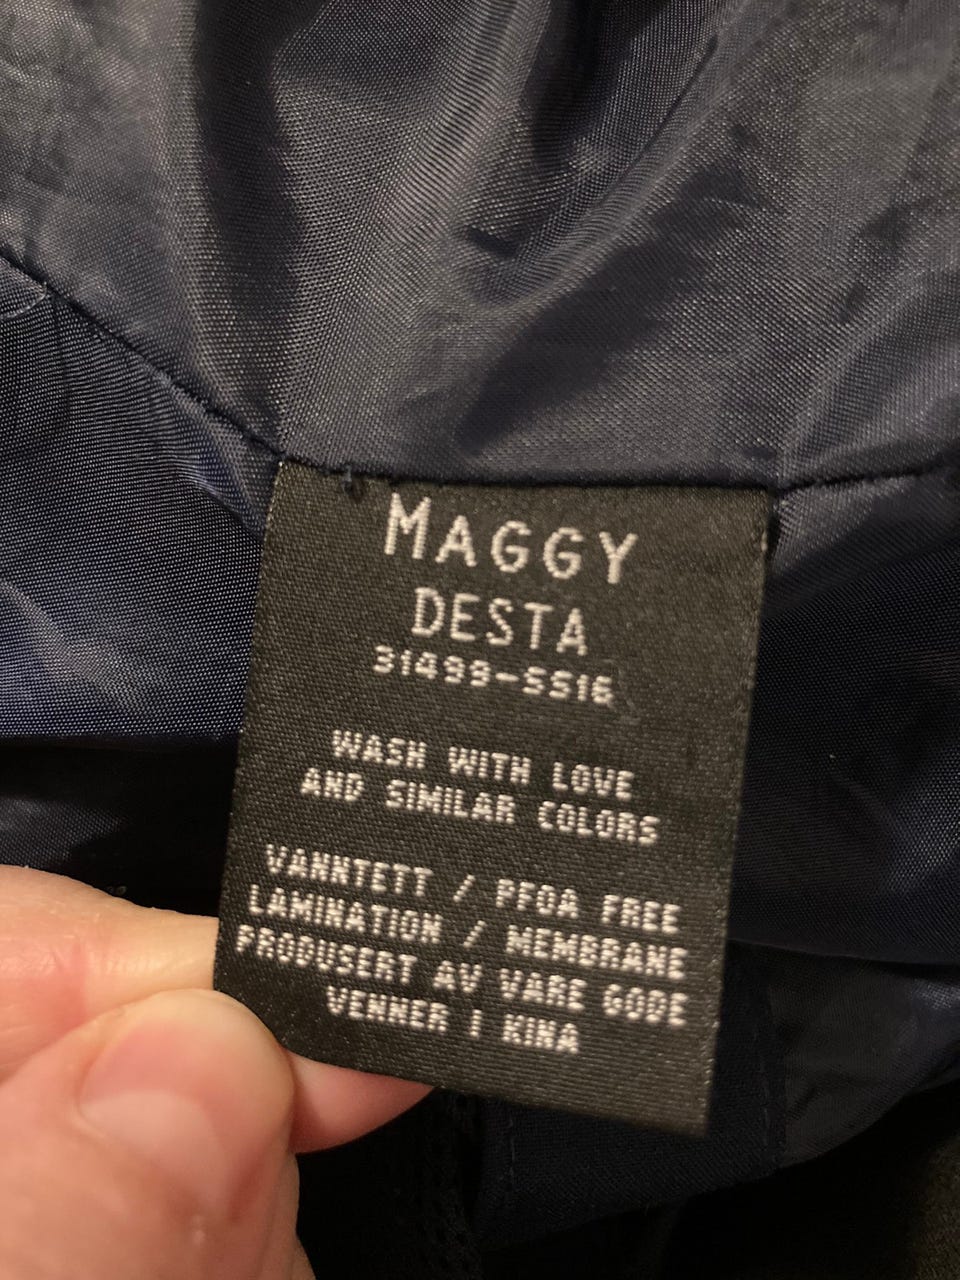 MAGGY
DESTA
31499-SS16
WASH WITH LOVE
AND SIMILAR COLORS
VANNTETT / PFOA FREE
LAMINATION / MEMBRANE
PRODUSERT AV VARE GODE
VENNER I KINA